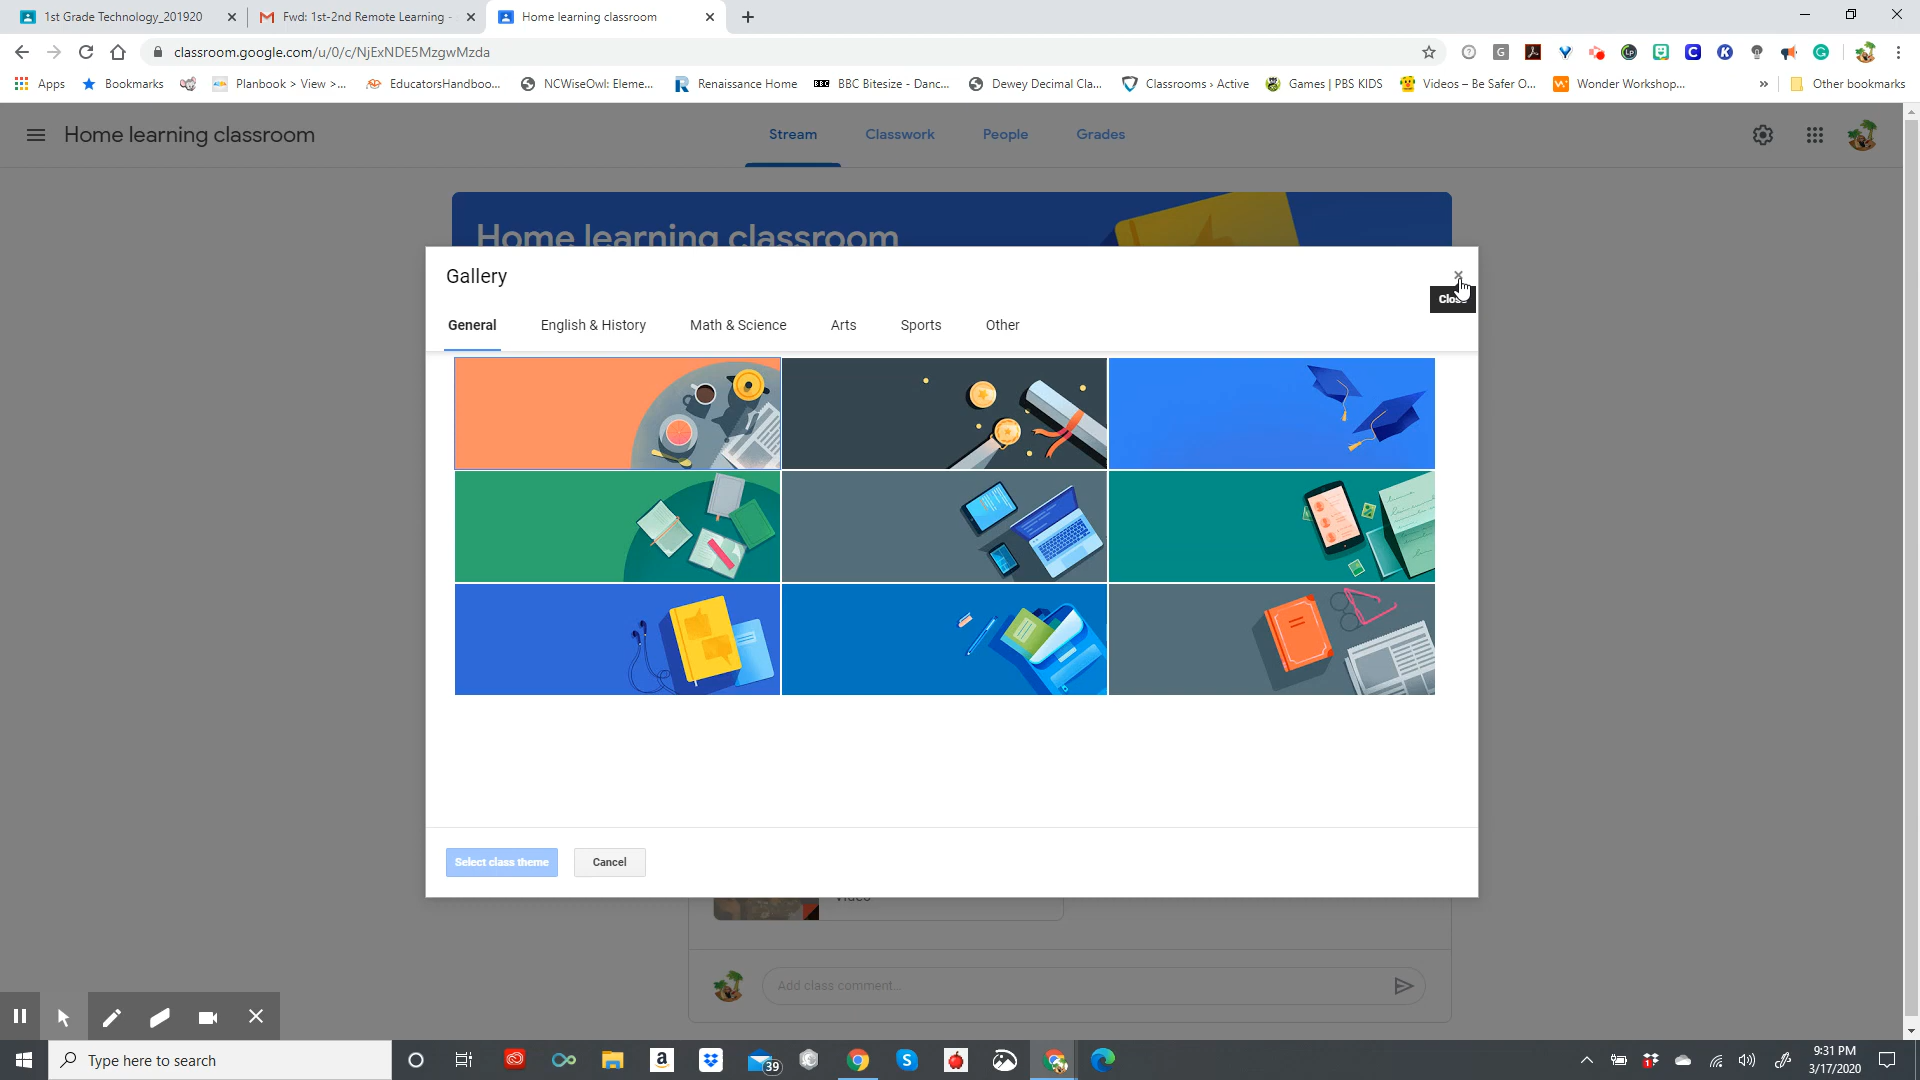 1st Grade Technology_201920
Fwd: 1st-2nd Remote Learning -
Home learning classroom
classroom.google.com/u/0/c/NjExNDE5MzgwMzda
Apps
Bookmarks
Planbook > View >...
EducatorsHandboo...
NCWiseOwl: Eleme...
Renaissance Home
BBC Bitesize - Danc...
Dewey Decimal Cla...
Classrooms › Active
Games | PBS KIDS
Videos – Be Safer O...
Wonder Workshop...
Other bookmarks
Home learning classroom
Stream
Classwork
People
Grades
Home learning classroom
Gallery
Close
General
English & History
Math & Science
Arts
Sports
Other
Select class theme
Cancel
Video
Add class comment...
Type here to search
39
9:31 PM
3/17/2020